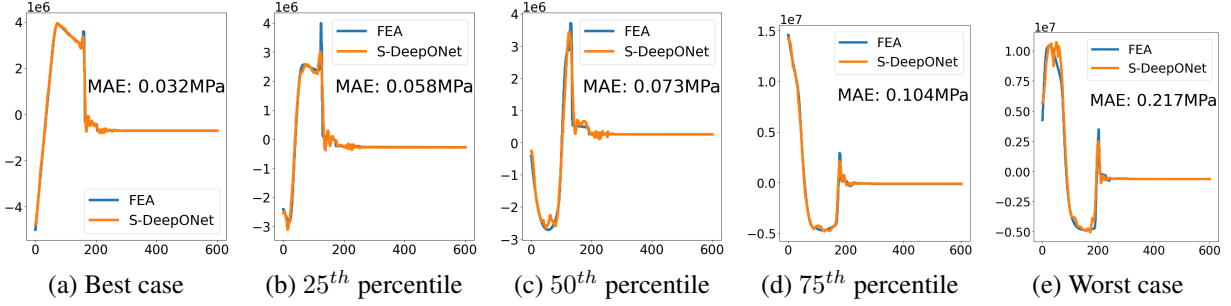 1e6
4
2
0
−2
−4
0
200
400
600
MAE: 0.032MPa
FEA
S-DeepONet
(a) Best case
1e6
4
3
2
1
0
−1
−2
−3
0
200
400
600
FEA
S-DeepONet
MAE: 0.058MPa
(b) 25th percentile
1e6
4
3
2
1
0
−1
−2
−3
0
200
400
600
FEA
S-DeepONet
MAE: 0.073MPa
(c) 50th percentile
1e7
1.5
1.0
0.5
0.0
−0.5
0
200
400
600
FEA
S-DeepONet
MAE: 0.104MPa
(d) 75th percentile
1e7
1.00
0.75
0.50
0.25
0.00
−0.25
−0.50
0
200
400
600
FEA
S-DeepONet
MAE: 0.217MPa
(e) Worst case